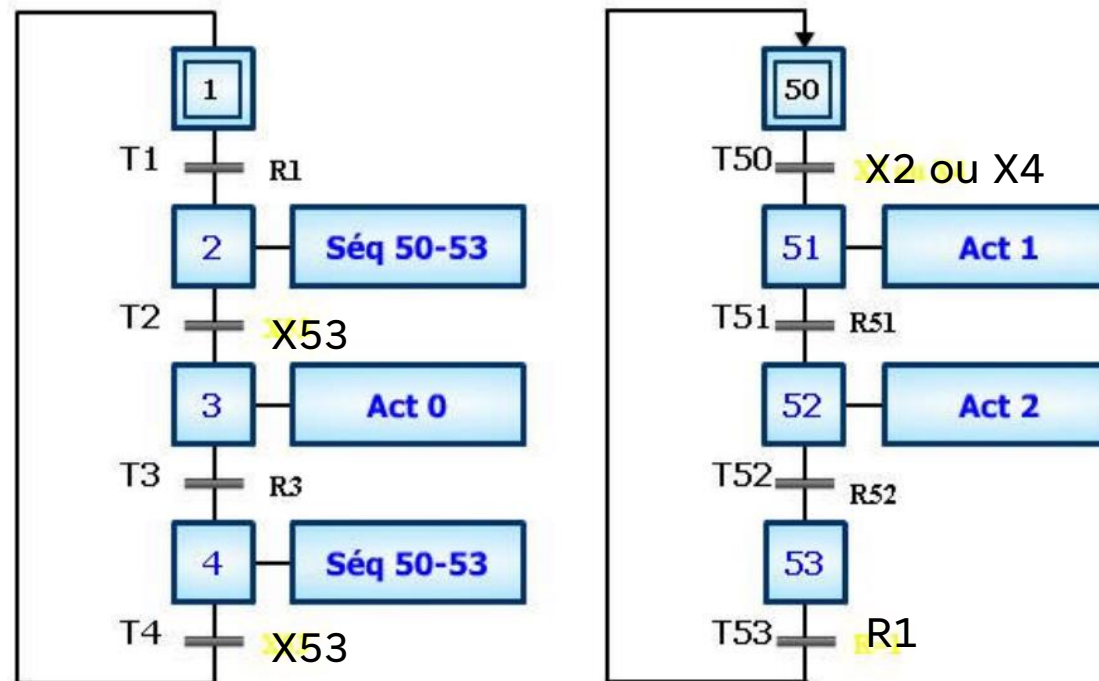 1
T1 R1
2 Séq 50-53
T2 X53
3 Act 0
T3 R3
4 Séq 50-53
T4 X53
50
T50 X2 ou X4
51 Act 1
T51 R51
52 Act 2
T52 R52
53
T53 R1